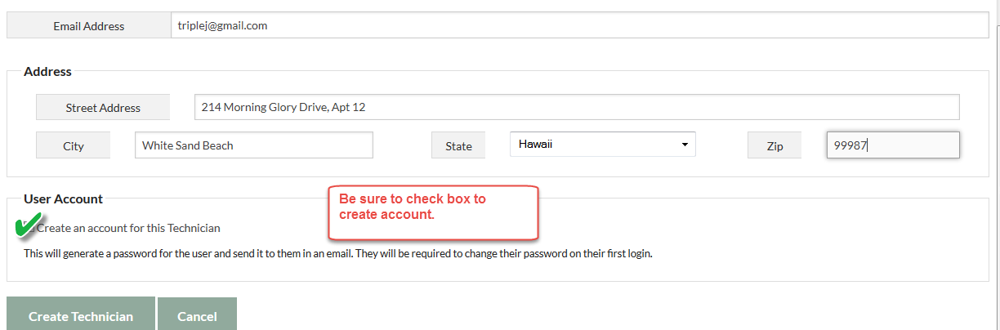 Email Address triplej@gmail.com
Address
Street Address 214 Morning Glory Drive, Apt 12
City White Sand Beach State Hawaii Zip 99987
User Account
Be sure to check box to
create account.
Create an account for this Technician
This will generate a password for the user and send it to them in an email. They will be required to change their password on their first login.
Create Technician Cancel